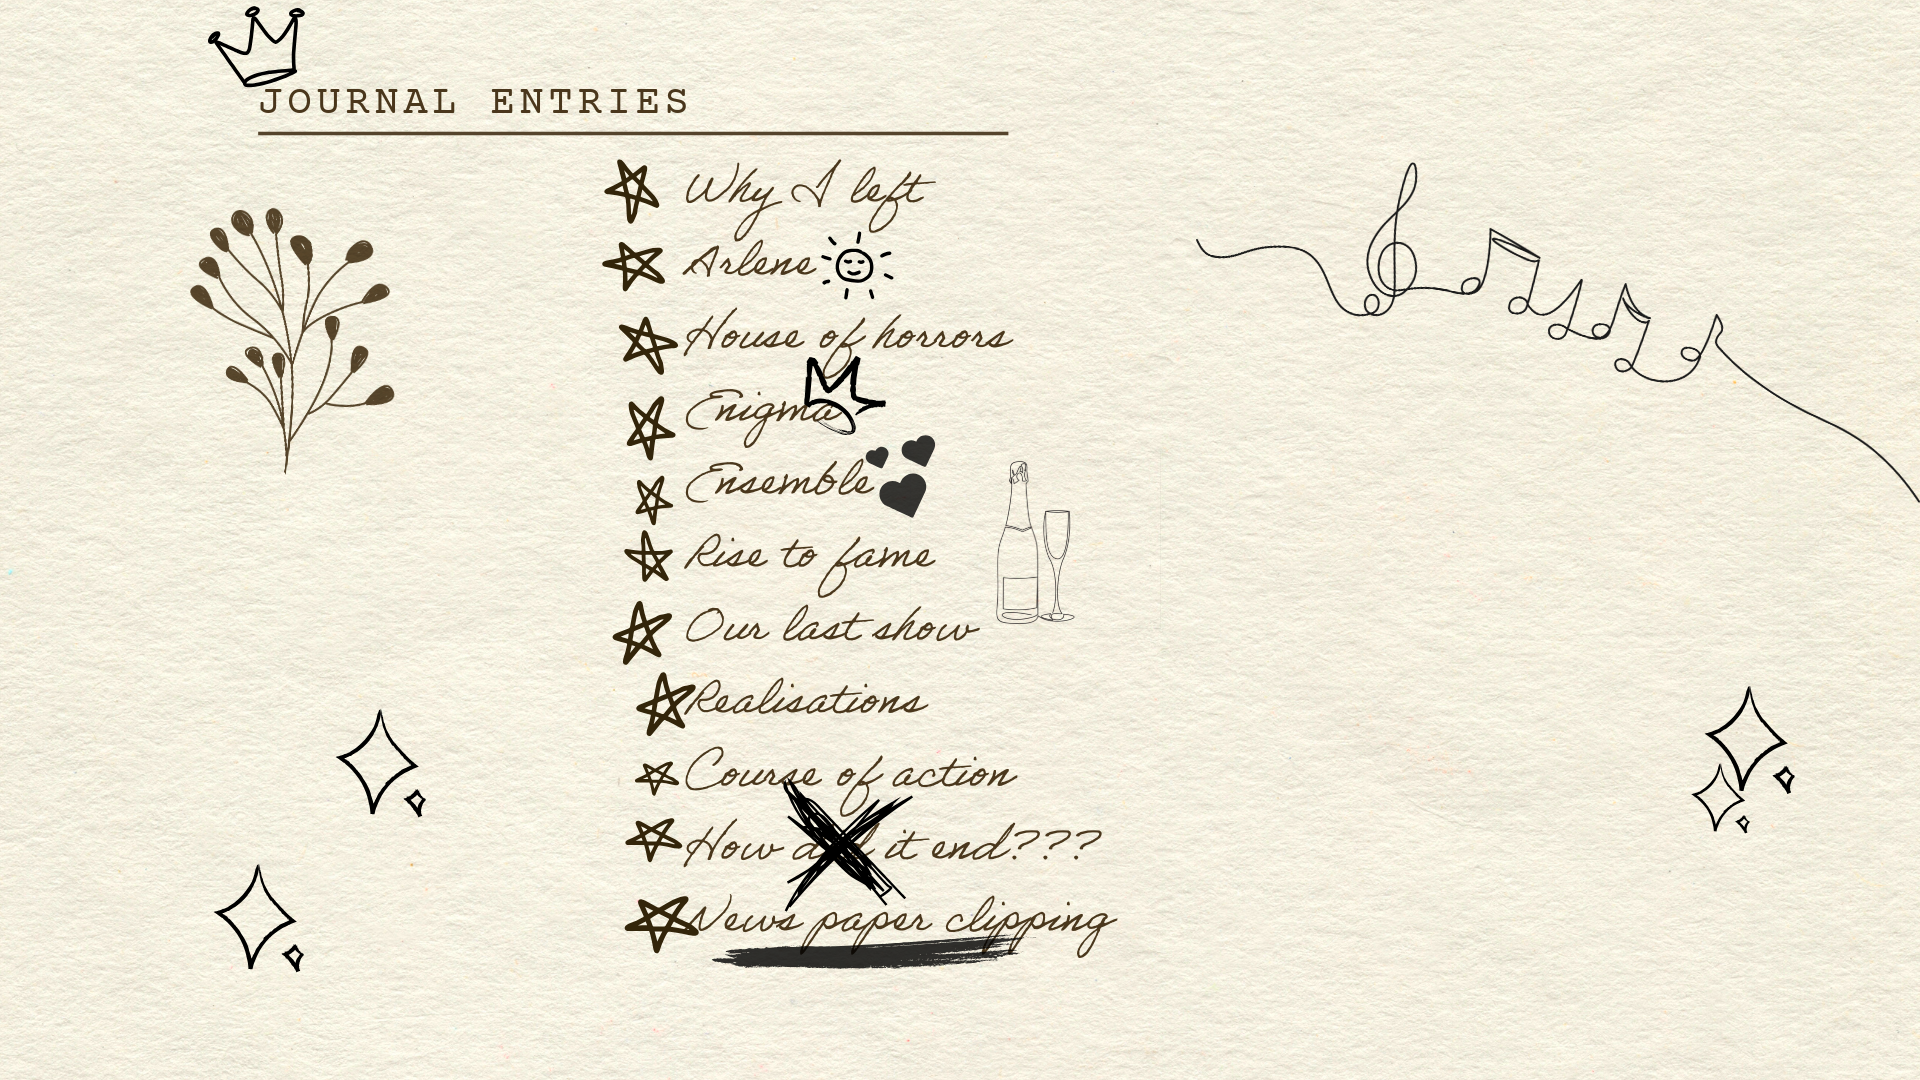 JOURNAL ENTRIES
Why I left
Arlene
House of horrors
Enigma
Ensemble
Rise to fame
Our last show
Realisations
Course of action
How did it end???
News paper clipping